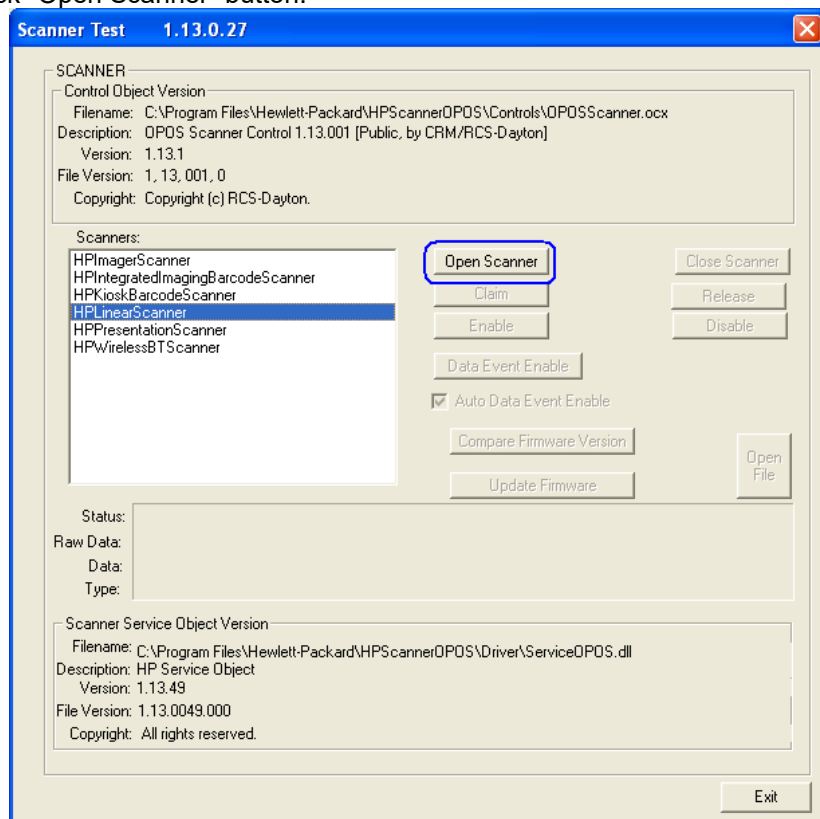 "Open Scanner" button.
Scanner Test 1.13.0.27
SCANNER
Control Object Version
Filename: C:\Program Files\Hewlett-Packard\HPScannerOPOS\Controls\OPOSScanner.ocx
Description: OPOS Scanner Control 1.13.001 [Public, by CRM/RCS-Dayton]
Version: 1.13.1
File Version: 1, 13, 001, 0
Copyright: Copyright (c) RCS-Dayton.
Scanners:
HPImagerScanner
HPIntegratedImagingBarcodeScanner
HPKioskBarcodeScanner
HPLinearScanner
HPPresentationScanner
HPWirelessBTScanner
Open Scanner Close Scanner
Claim Release
Enable Disable
Data Event Enable
Auto Data Event Enable
Compare Firmware Version
Update Firmware
Open
File
Status:
Raw Data:
Data:
Type:
Scanner Service Object Version
Filename: C:\Program Files\Hewlett-Packard\HPScannerOPOS\Driver\ServiceOPOS.dll
Description: HP Service Object
Version: 1.13.49
File Version: 1.13.0049.000
Copyright: All rights reserved.
Exit